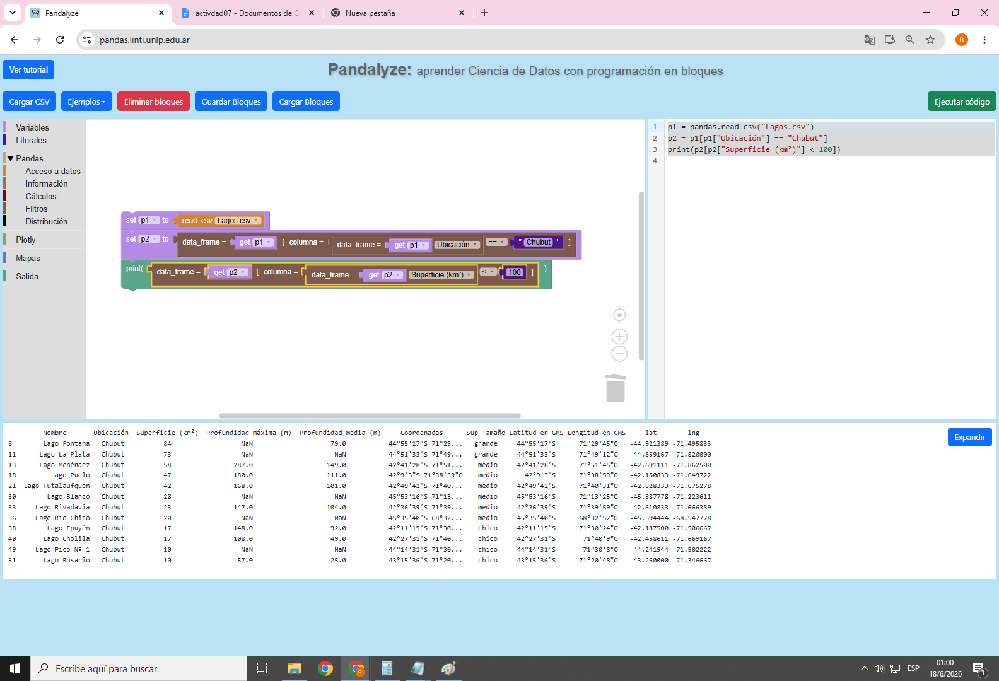 Pandalyze
activdad07 - Documentos de G
Nueva pestaña
pandas.linti.unlp.edu.ar
R
Ver tutorial
Pandalyze: aprender Ciencia de Datos con programación en bloques
Cargar CSV Ejemplos Eliminar bloques Guardar Bloques Cargar Bloques Ejecutar código
Variables
Literales
Pandas
Acceso a datos
Información
Cálculos
Filtros
Distribución
Plotly
Mapas
Salida
set p1 to read_csv Lagos.csv
set p2 to data_frame = get p1 [ columna = data_frame = get p1 Ubicación == " Chubut " ]
print( data_frame = get p2 [ columna = data_frame = get p2 Superficie (km²) < 100 ] )
1 p1 = pandas.read_csv("Lagos.csv")
2 p2 = p1[p1["Ubicación"] == "Chubut"]
3 print(p2[p2["Superficie (km²)"] < 100])
4
Nombre Ubicación Superficie (km²) Profundidad máxima (m) Profundidad media (m) Coordenadas Sup Tamaño Latitud en GMS Longitud en GMS lat lng
8 Lago Fontana Chubut 84 NaN 79.0 44°55'17"S 71°29... grande 44°55'17"S 71°29'45"O -44.921389 -71.495833
11 Lago La Plata Chubut 73 NaN NaN 44°51'33"S 71°49... grande 44°51'33"S 71°49'12"O -44.859167 -71.820000
13 Lago Menéndez Chubut 58 287.0 149.0 42°41'28"S 71°51... medio 42°41'28"S 71°51'45"O -42.691111 -71.862500
18 Lago Puelo Chubut 47 180.0 111.0 42°9'3"S 71°38'59"O medio 42°9'3"S 71°38'59"O -42.150833 -71.649722
21 Lago Futalaufquen Chubut 42 168.0 101.0 42°49'42"S 71°40... medio 42°49'42"S 71°40'31"O -42.828333 -71.675278
30 Lago Blanco Chubut 28 NaN NaN 45°53'16"S 71°13... medio 45°53'16"S 71°13'25"O -45.887778 -71.223611
33 Lago Rivadavia Chubut 23 147.0 104.0 42°36'39"S 71°39... medio 42°36'39"S 71°39'59"O -42.610833 -71.666389
36 Lago Río Chico Chubut 20 NaN NaN 45°35'40"S 68°32... medio 45°35'40"S 68°32'52"O -45.594444 -68.547778
38 Lago Epuyén Chubut 17 148.0 92.0 42°11'15"S 71°30... chico 42°11'15"S 71°30'24"O -42.187500 -71.506667
40 Lago Cholila Chubut 17 108.0 49.0 42°27'31"S 71°40... chico 42°27'31"S 71°40'9"O -42.458611 -71.669167
49 Lago Pico Nº 1 Chubut 10 NaN NaN 44°14'31"S 71°30... chico 44°14'31"S 71°30'8"O -44.241944 -71.502222
51 Lago Rosario Chubut 10 57.0 25.0 43°15'36"S 71°20... chico 43°15'36"S 71°20'48"O -43.260000 -71.346667
Expandir
Escribe aquí para buscar.
R
ESP
01:00
18/6/2026
1